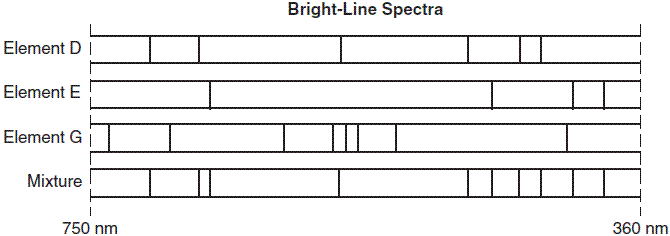 Bright-Line Spectra
Element D
Element E
Element G
Mixture
750 nm
360 nm